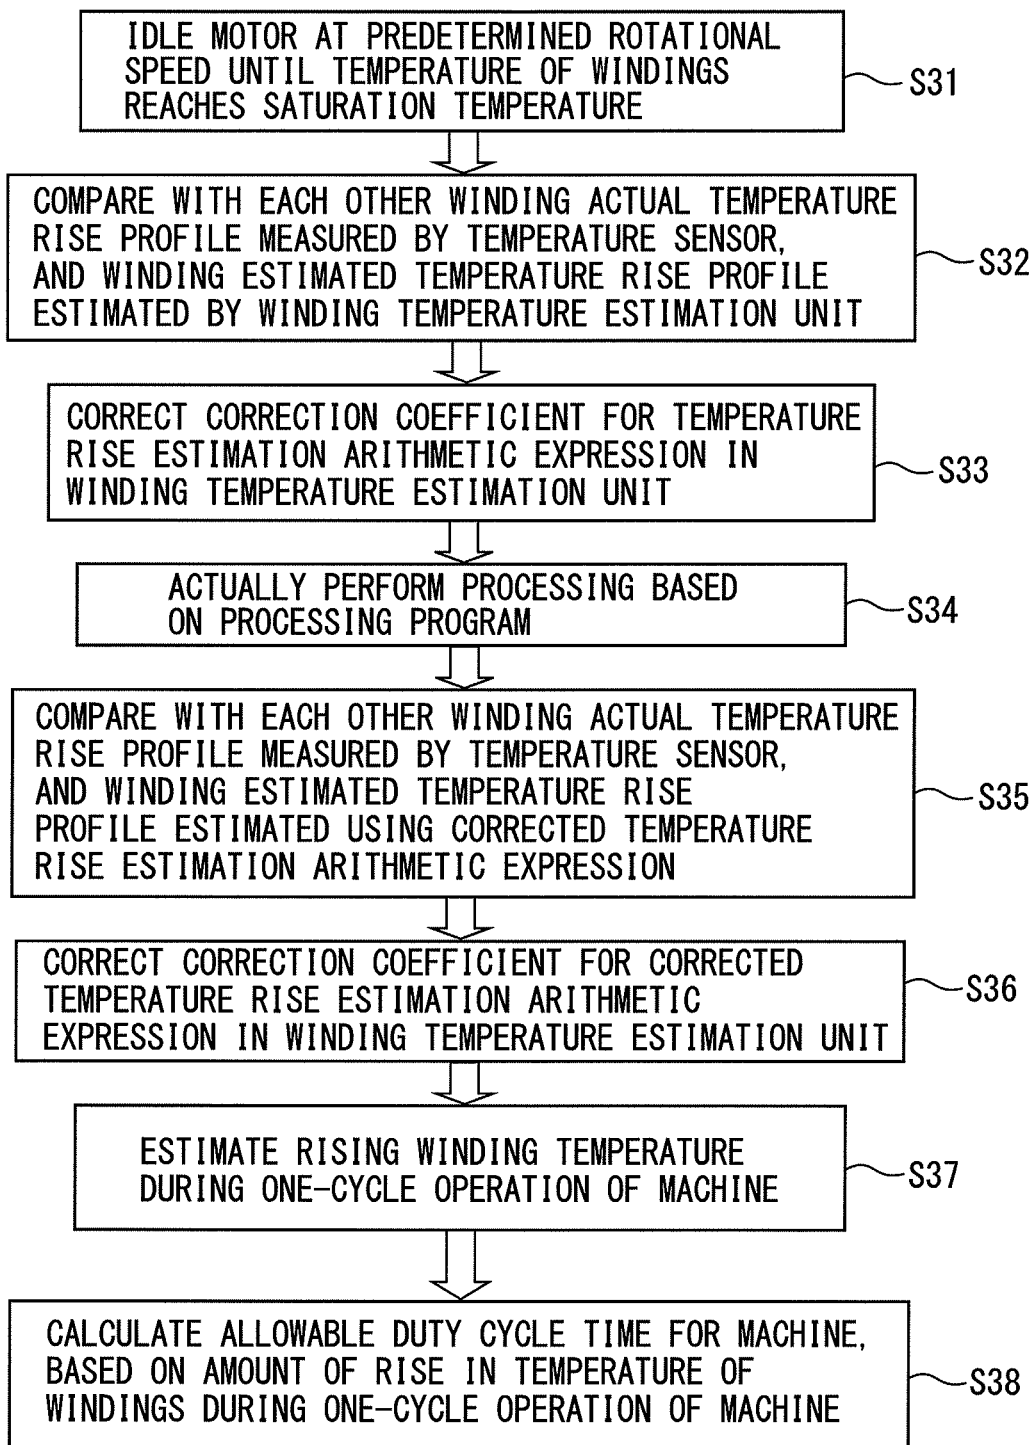 IDLE MOTOR AT PREDETERMINED ROTATIONAL
SPEED UNTIL TEMPERATURE OF WINDINGS
REACHES SATURATION TEMPERATURE
S31
COMPARE WITH EACH OTHER WINDING ACTUAL TEMPERATURE
RISE PROFILE MEASURED BY TEMPERATURE SENSOR,
AND WINDING ESTIMATED TEMPERATURE RISE PROFILE
ESTIMATED BY WINDING TEMPERATURE ESTIMATION UNIT
S32
CORRECT CORRECTION COEFFICIENT FOR TEMPERATURE
RISE ESTIMATION ARITHMETIC EXPRESSION IN
WINDING TEMPERATURE ESTIMATION UNIT
S33
ACTUALLY PERFORM PROCESSING BASED
ON PROCESSING PROGRAM
S34
COMPARE WITH EACH OTHER WINDING ACTUAL TEMPERATURE
RISE PROFILE MEASURED BY TEMPERATURE SENSOR,
AND WINDING ESTIMATED TEMPERATURE RISE
PROFILE ESTIMATED USING CORRECTED TEMPERATURE
RISE ESTIMATION ARITHMETIC EXPRESSION
S35
CORRECT CORRECTION COEFFICIENT FOR CORRECTED
TEMPERATURE RISE ESTIMATION ARITHMETIC
EXPRESSION IN WINDING TEMPERATURE ESTIMATION UNIT
S36
ESTIMATE RISING WINDING TEMPERATURE
DURING ONE-CYCLE OPERATION OF MACHINE
S37
CALCULATE ALLOWABLE DUTY CYCLE TIME FOR MACHINE,
BASED ON AMOUNT OF RISE IN TEMPERATURE OF
WINDINGS DURING ONE-CYCLE OPERATION OF MACHINE
S38